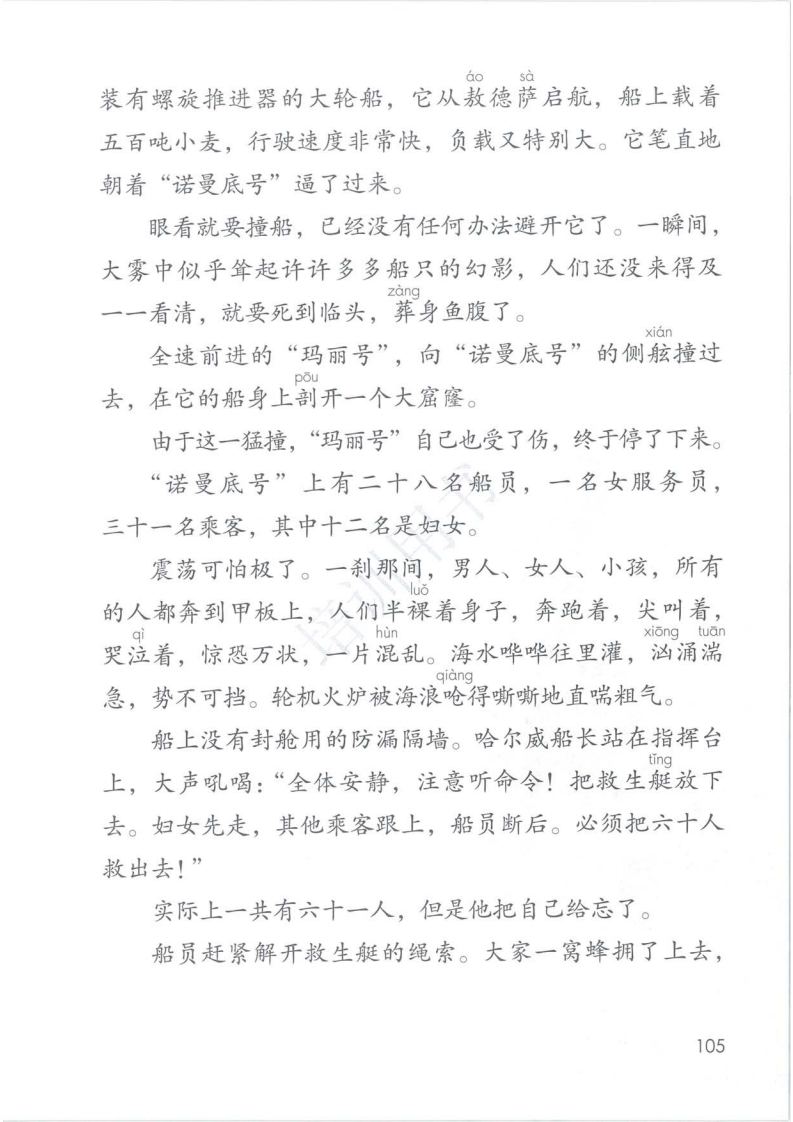 áo sà
装有螺旋推进器的大轮船，它从敖德萨启航，船上载着
五百吨小麦，行驶速度非常快，负载又特别大。它笔直地
朝着“诺曼底号”逼了过来。
眼看就要撞船，已经没有任何办法避开它了。一瞬间，
大雾中似乎耸起许许多多船只的幻影，人们还没来得及
zàng
一一看清，就要死到临头，葬身鱼腹了。
xián
全速前进的“玛丽号”，向“诺曼底号”的侧舷撞过
pōu
去，在它的船身上剖开一个大窟窿。
由于这一猛撞，“玛丽号”自己也受了伤，终于停了下来。
“诺曼底号”上有二十八名船员，一名女服务员，
三十一名乘客，其中十二名是妇女。
震荡可怕极了。一刹那间，男人、女人、小孩，所有
luǒ
的人都奔到甲板上，人们半裸着身子，奔跑着，尖叫着，
qì hùn xiōng tuān
哭泣着，惊恐万状，一片混乱。海水哗哗往里灌，汹涌湍
qiàng
急，势不可挡。轮机火炉被海浪呛得嘶嘶地直喘粗气。
船上没有封舱用的防漏隔墙。哈尔威船长站在指挥台
tǐng
上，大声吼喝：“全体安静，注意听命令！把救生艇放下
去。妇女先走，其他乘客跟上，船员断后。必须把六十人
救出去！”
实际上一共有六十一人，但是他把自己给忘了。
船员赶紧解开救生艇的绳索。大家一窝蜂拥了上去，
105
培训用书